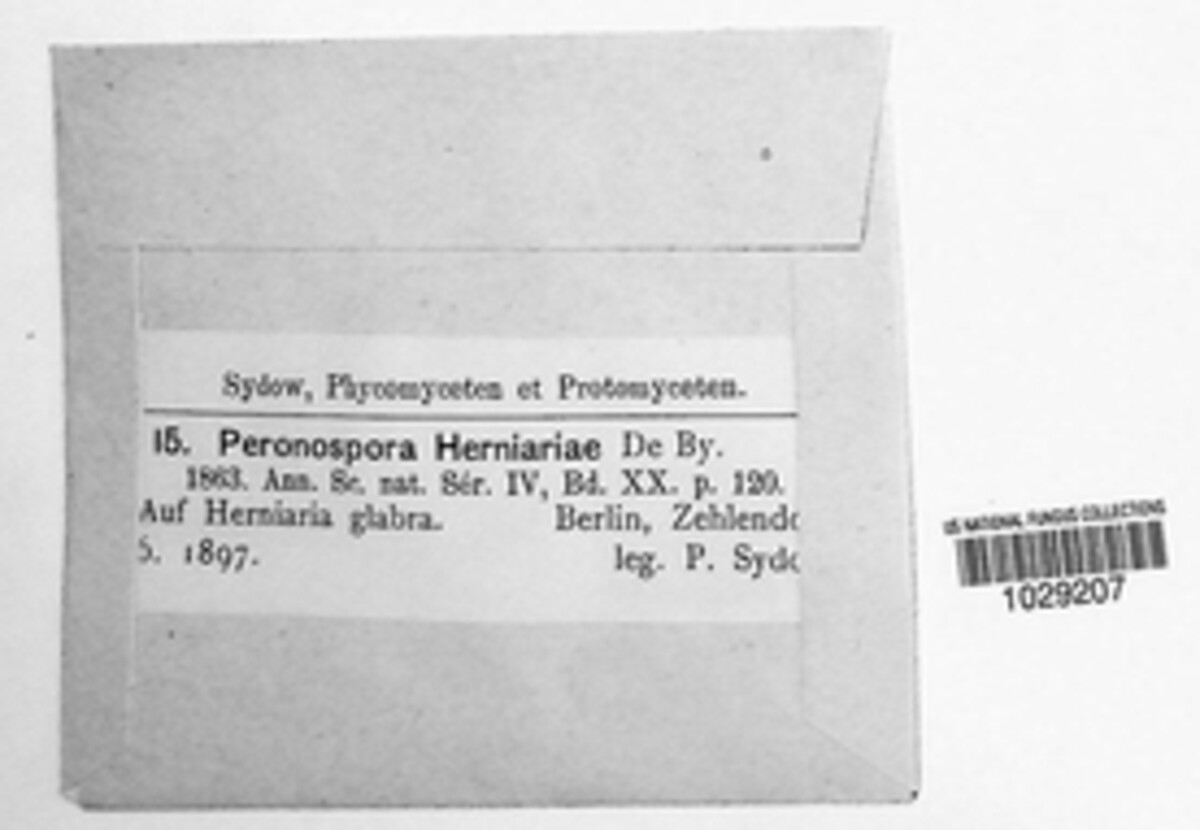 Sydow, Phycomyceten et Protomyceten.
15. Peronospora Herniariae De By.
1863. Ann. Sc. nat. Sér. IV, Bd. XX. p. 120.
Auf Herniaria glabra. Berlin, Zehlendo
5. 1897. leg. P. Sydo
US NATIONAL FUNGUS COLLECTIONS
1029207